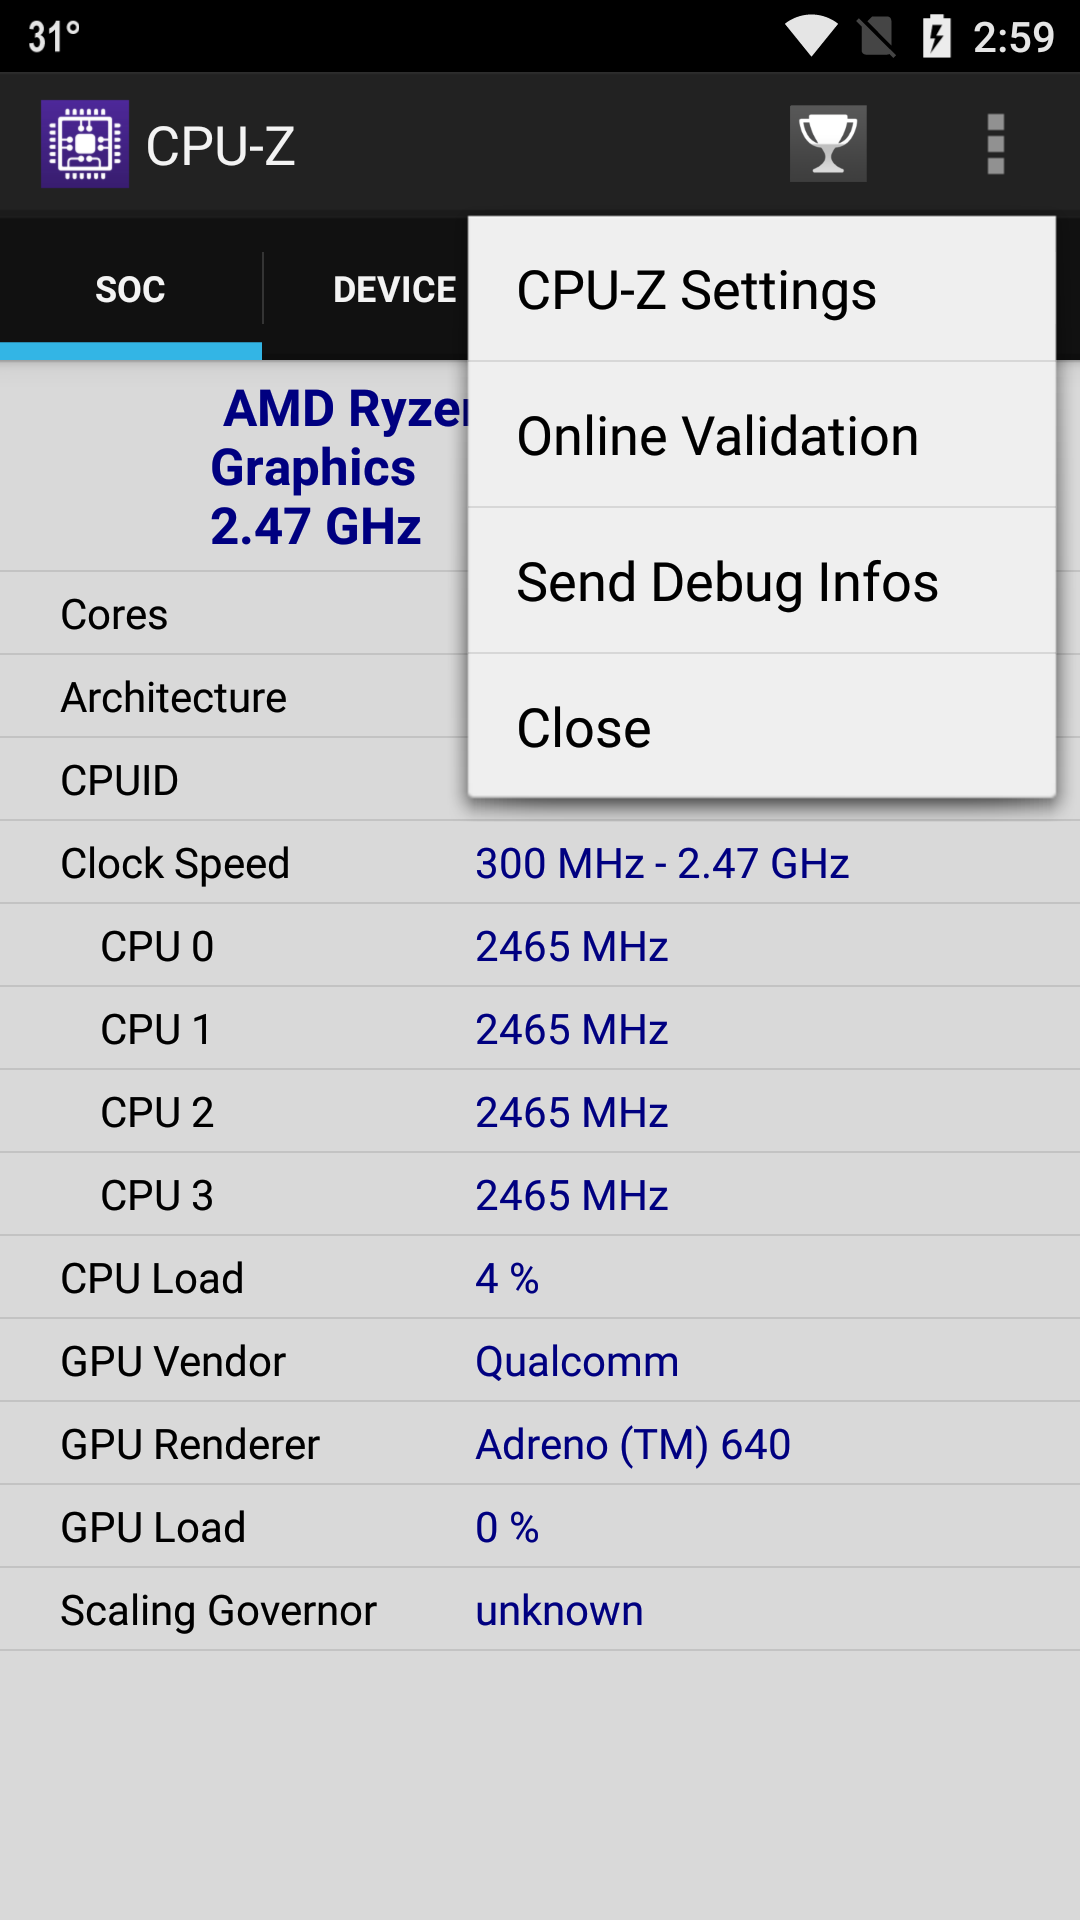 31°
2:59
CPU-Z
SOC
DEVICE
CPU-Z Settings
Online Validation
Send Debug Infos
Close
AMD
Graphics
2.47 GHz
Cores
Architecture
CPUID
Clock Speed 300 MHz - 2.47 GHz
CPU 0 2465 MHz
CPU 1 2465 MHz
CPU 2 2465 MHz
CPU 3 2465 MHz
CPU Load 4 %
GPU Vendor Qualcomm
GPU Renderer Adreno (TM) 640
GPU Load 0 %
Scaling Governor unknown